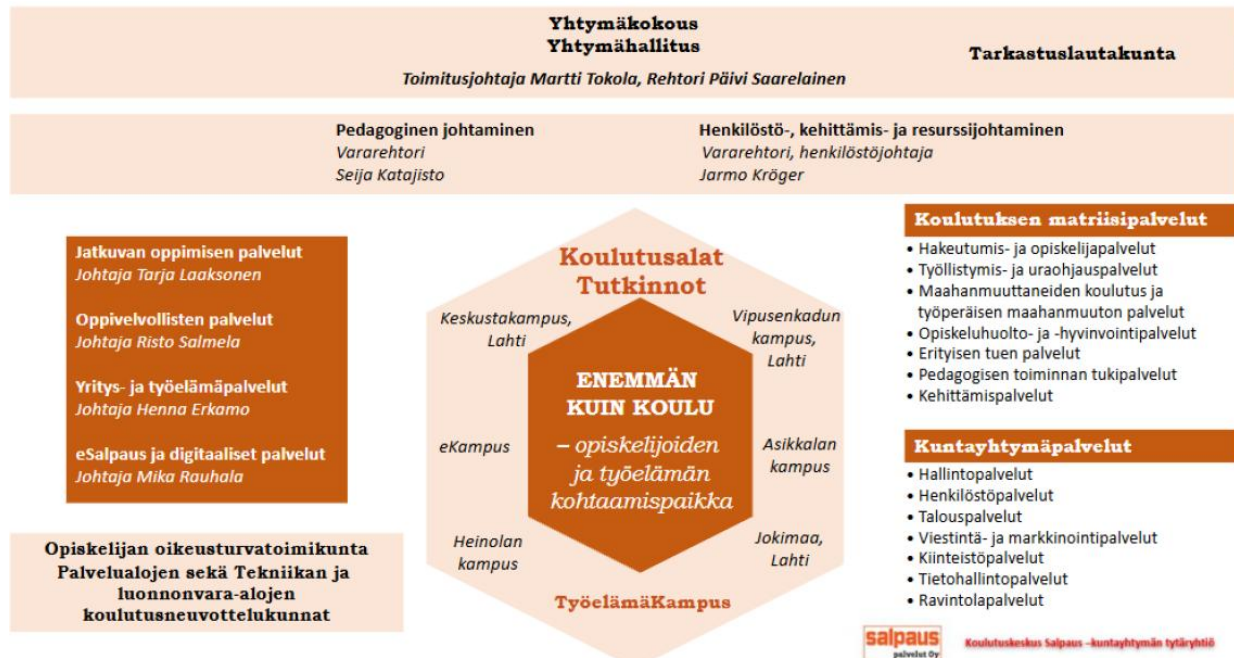 Yhtymäkokous
Yhtymähallitus
Tarkastuslautakunta
Toimitusjohtaja Martti Tokola, Rehtori Päivi Saarelainen
Pedagoginen johtaminen
Vararehtori
Seija Katajisto
Henkilöstö-, kehittämis- ja resurssijohtaminen
Vararehtori, henkilöstöjohtaja
Jarmo Kröger
Jatkuvan oppimisen palvelut
Johtaja Tarja Laaksonen
Oppivelvollisten palvelut
Johtaja Risto Salmela
Yritys- ja työelämäpalvelut
Johtaja Henna Erkamo
eSalpaus ja digitaaliset palvelut
Johtaja Mika Rauhala
Opiskelijan oikeusturvatoimikunta
Palvelualojen sekä Tekniikan ja
luonnonvara-alojen
koulutusneuvottelukunnat
Koulutusalat
Tutkinnot
Keskustakampus,
Lahti
Vipusenkadun
kampus,
Lahti
ENEMMÄN
KUIN KOULU
– opiskelijoiden
ja työelämän
kohtaamispaikka
eKampus
Asikkalan
kampus
Heinolan
kampus
Jokimaa,
Lahti
TyöelämäKampus
Koulutuksen matriisipalvelut
• Hakeutumis- ja opiskelijapalvelut
• Työllistymis- ja uraohjauspalvelut
• Maahanmuuttaneiden koulutus ja
työperäisen maahanmuuton palvelut
• Opiskeluhuolto- ja -hyvinvointipalvelut
• Erityisen tuen palvelut
• Pedagogisen toiminnan tukipalvelut
• Kehittämispalvelut
Kuntayhtymäpalvelut
• Hallintopalvelut
• Henkilöstöpalvelut
• Talouspalvelut
• Viestintä- ja markkinointipalvelut
• Kiinteistöpalvelut
• Tietohallintopalvelut
• Ravintolapalvelut
salpaus
palvelut Oy
Koulutuskeskus Salpaus –kuntayhtymän tytäryhtiö